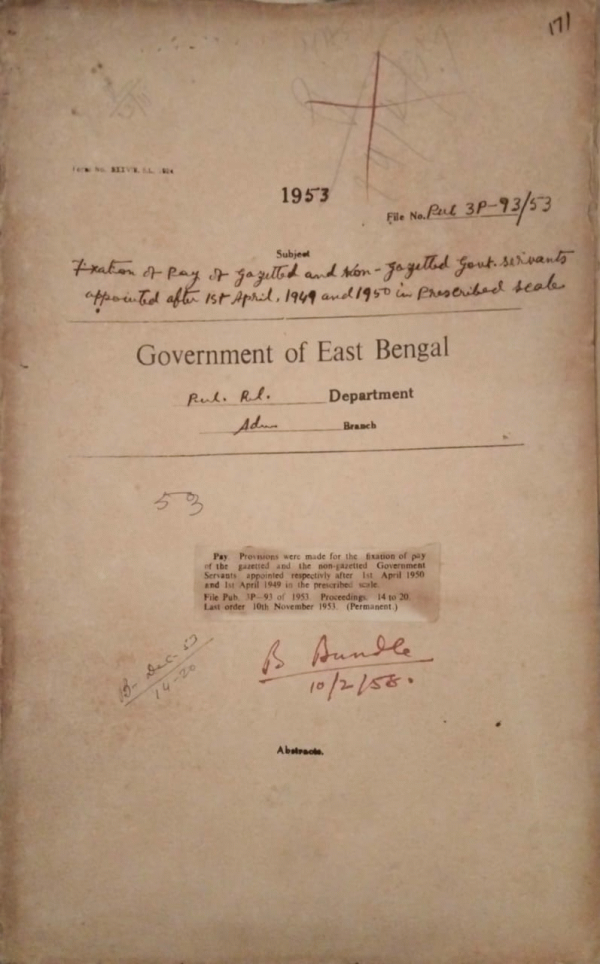 171
1953
File No. Pub 3P-93/53
Subject
Fixation of Pay of gazetted and Non-gazetted Govt. servants
appointed after 1st April, 1949 and 1950 in Prescribed scale
Government of East Bengal
Department
Branch
53
Pay Provisions were made for the fixation of pay
of the gazetted and the non-gazetted Government
Servants appointed respectivly after 1st April 1950
and 1st April 1949 in the prescribed scale.
File Pub. 3P—93 of 1953. Proceedings. 14 to 20.
Last order 10th November 1953. (Permanent.)
B- Dec. 53
14-20
B Bundle
10/2/58.
Abstracts.